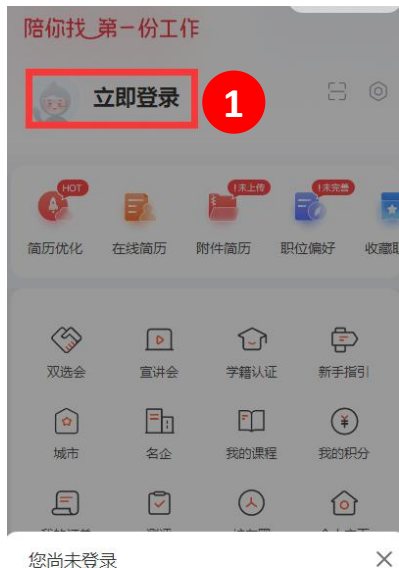 陪你找_第一份工作
立即登录
1
HOT
!未上传
!未完善
简历优化 在线简历 附件简历 职位偏好 收藏职
双选会 宣讲会 学籍认证 新手指引
城市 名企 我的课程 我的积分
您尚未登录